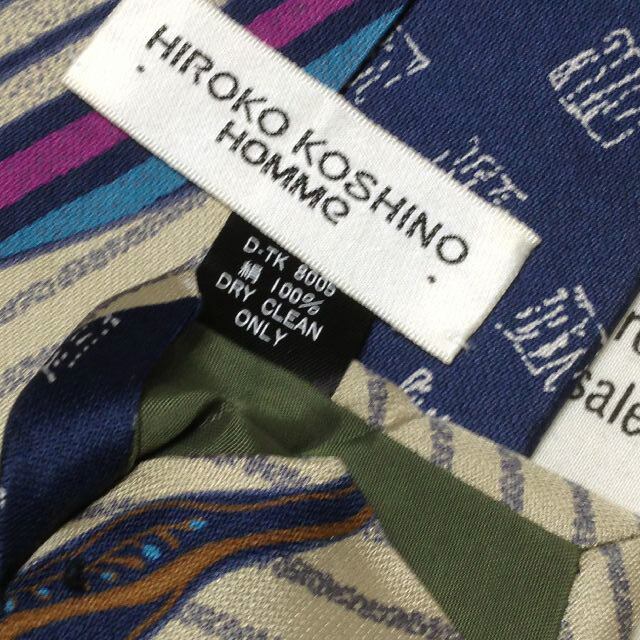 HIROKO KOSHINO
HOMMe
D-TK 8005
絹 100%
DRY CLEAN
ONLY
sale